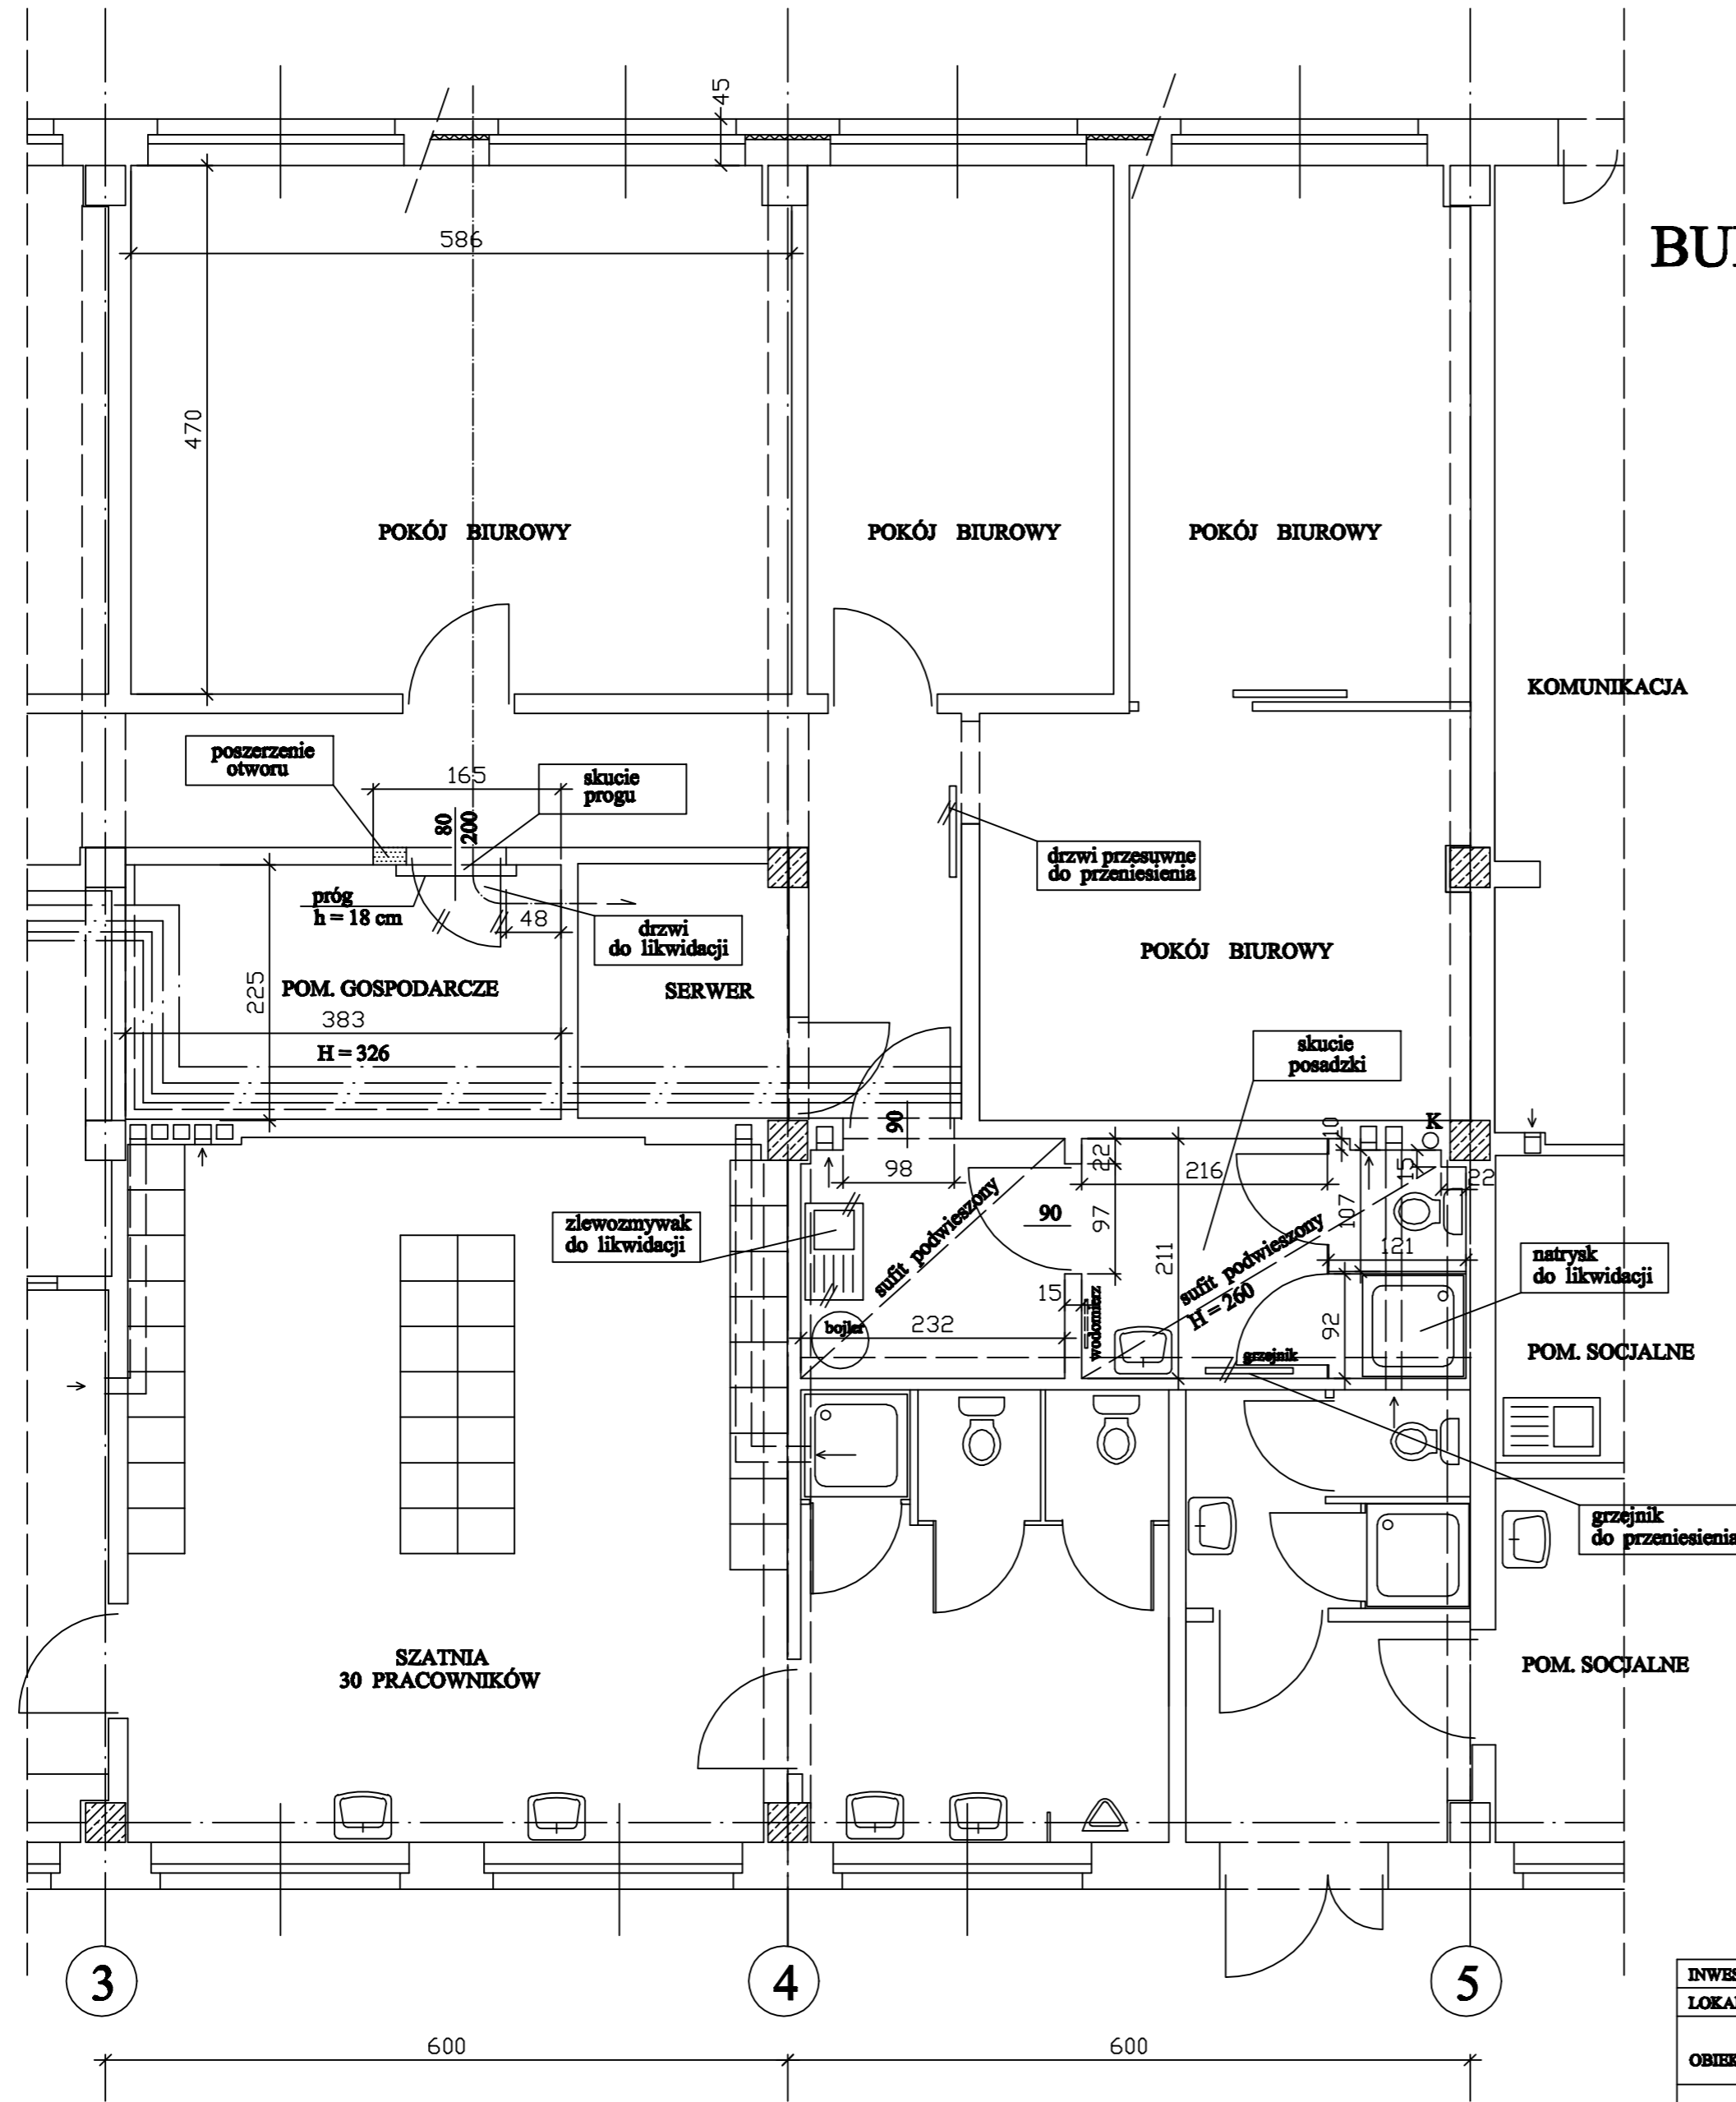 45
BU
586
470
POKÓJ BIUROWY
POKÓJ BIUROWY
POKÓJ BIUROWY
KOMUNIKACJA
poszerzenie
otworu
165
skucie
progu
80
200
drzwi przesuwne
do przeniesienia
próg
h = 18 cm
48
drzwi
do likwidacji
POKÓJ BIUROWY
225
POM. GOSPODARCZE
SERWER
383
H = 326
skucie
posadzki
90
10
K
98
22
216
15
22
zlewozmywak
do likwidacji
sufit podwieszony
90
97
211
107
121
sufit podwieszony
H = 260
natrysk
do likwidacji
15
wodomierz
bojler
232
92
grzejnik
POM. SOCJALNE
grzejnik
do przeniesienia
SZATNIA
30 PRACOWNIKÓW
POM. SOCJALNE
3
4
5
INWES
LOKAL
OBIEK
600
600